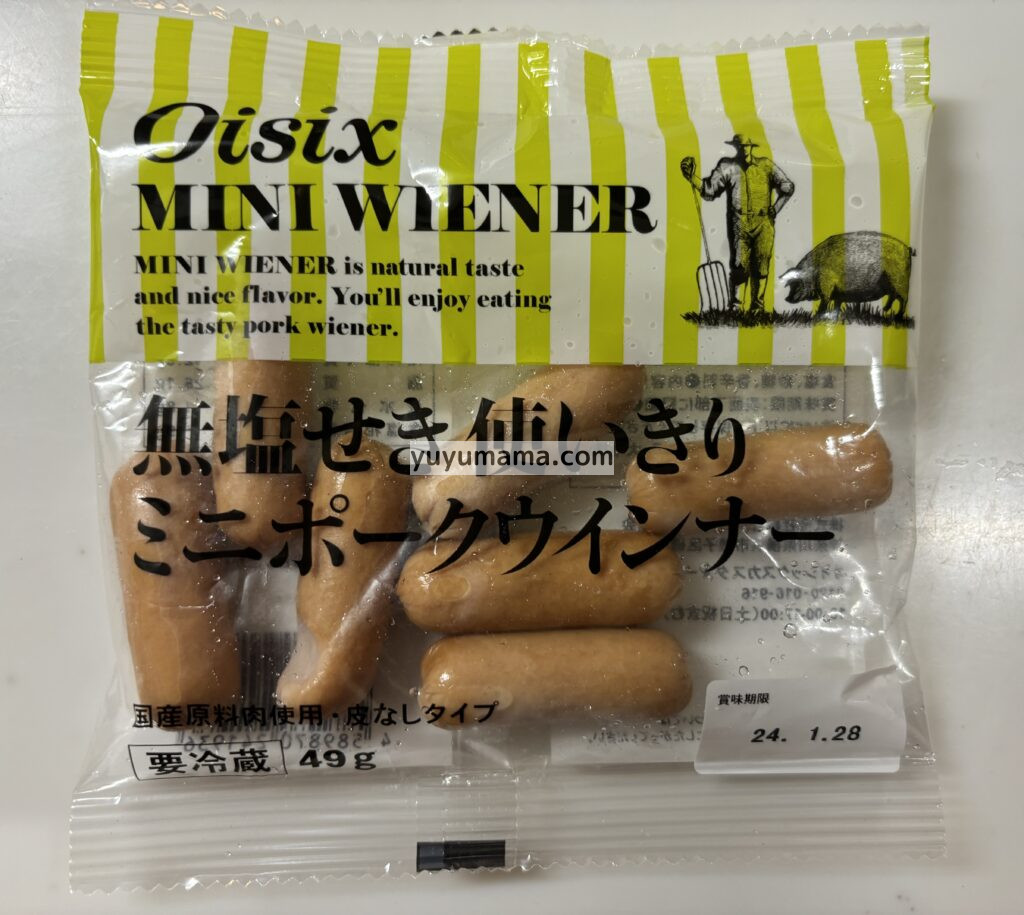 Oisix
MINI WIENER
MINI WIENER is natural taste
and nice flavor. You'll enjoy eating
the tasty pork wiener.
無塩せき 使いきり
yuyumama.com
ミニポークウインナー
国産原料肉使用・皮なしタイプ
要冷蔵 49g
賞味期限
24. 1.28